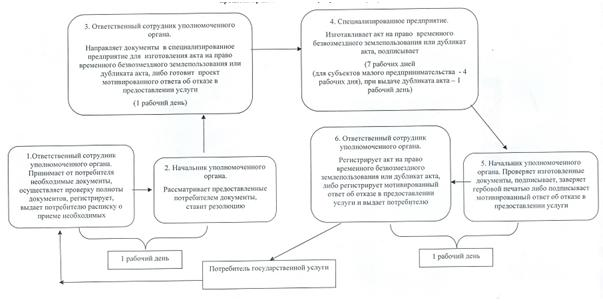 3. Ответственный сотрудник уполномоченного
органа.
Направляет документы в специализированное
предприятие для изготовления акта на право
временного безвозмездного землепользования или
дубликата акта, либо готовит проект
мотивированного ответа об отказе в
предоставлении услуги
(1 рабочий день)
4. Специализированное предприятие.
Изготавливает акт на право временного
безвозмездного землепользования или дубликат
акта, подписывает
(7 рабочих дней
(для субъектов малого предпринимательства - 4
рабочих дня), при выдаче дубликата акта – 1
рабочий день)
1.Ответственный сотрудник
уполномоченного органа.
Принимает от потребителя
необходимые документы,
осуществляет проверку полноты
документов, регистрирует,
выдает потребителю расписку о
приеме необходимых
2. Начальник уполномоченного
органа.
Рассматривает предоставленные
потребителем документы,
ставит резолюцию
6. Ответственный сотрудник
уполномоченного органа.
Регистрирует акт на право
временного безвозмездного
землепользования или дубликат акта,
либо регистрирует мотивированный
ответ об отказе в предоставлении
услуги и выдает потребителю
5. Начальник уполномоченного
органа. Проверяет изготовленные
документы, подписывает, заверяет
гербовой печатью либо подписывает
мотивированный ответ об отказе в
предоставлении услуги
1 рабочий день
1 рабочий день
Потребитель государственной услуги